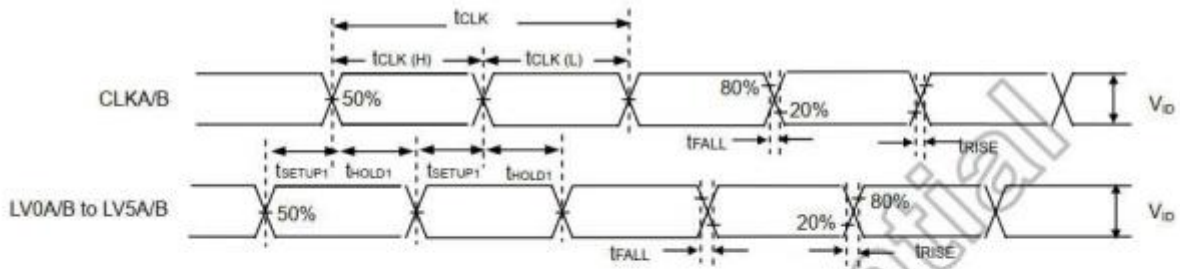 tCLK
tCLK (H) tCLK (L)
CLKA/B 50% 80% 20% VID
tFALL tRISE
tSETUP1 tHOLD1 tSETUP1 tHOLD1
LV0A/B to LV5A/B 50% 20% 80% VID
tFALL tRISE
ntial